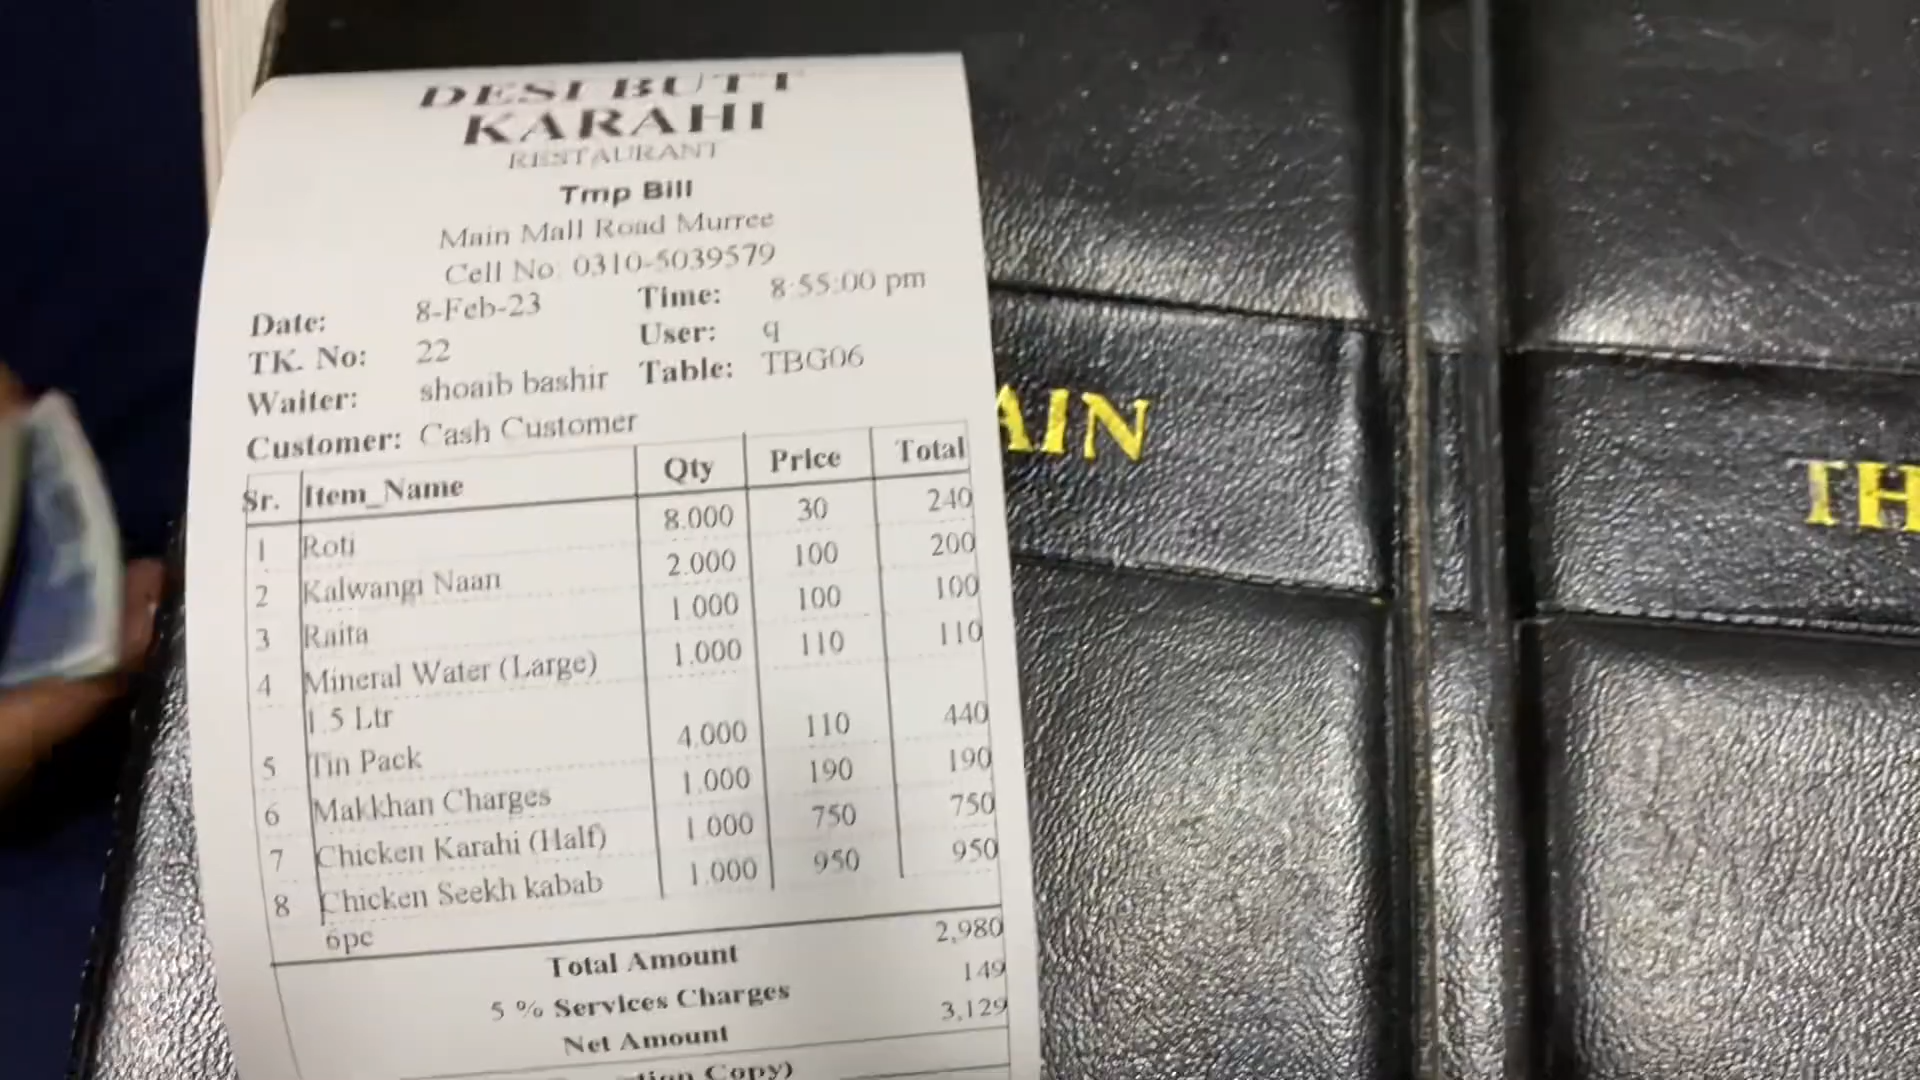 DESI BUTT
KARAHI
RESTAURANT
Tmp Bill
Main Mall Road Murree
Cell No: 0310-5039579
Date: 8-Feb-23 Time: 8:55:00 pm
TK. No: 22 User: q
Waiter: shoaib bashir Table: TBG06
Customer: Cash Customer
Sr. Item_Name Qty Price Total
1 Roti 8.000 30 240
2 Kalwangi Naan 2.000 100 200
3 Raita 1.000 100 100
4 Mineral Water (Large) 1.000 110 110
1.5 Ltr
5 Tin Pack 4.000 110 440
6 Makkhan Charges 1.000 190 190
7 Chicken Karahi (Half) 1.000 750 750
8 Chicken Seekh kabab 1.000 950 950
6pc
Total Amount 2,980
5 % Services Charges 149
Net Amount 3,129
Copy)
AIN
TH